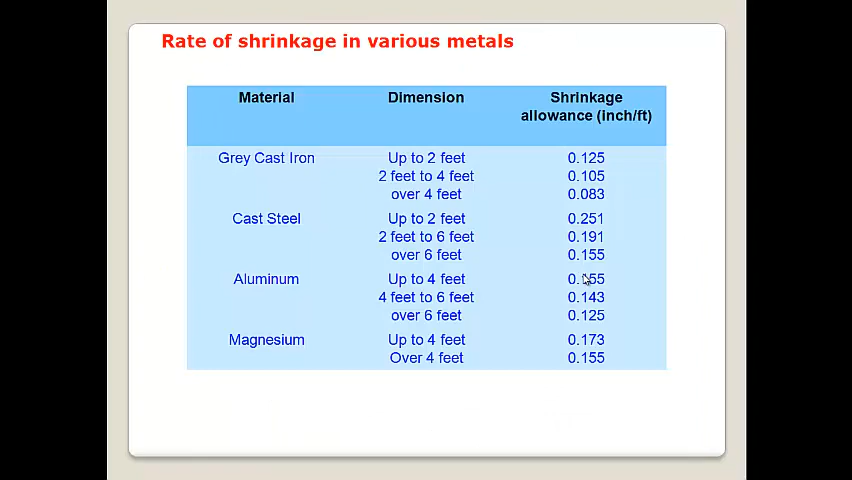 Rate of shrinkage in various metals
Material Dimension Shrinkage allowance (inch/ft)
Grey Cast Iron Up to 2 feet 0.125
2 feet to 4 feet 0.105
over 4 feet 0.083
Cast Steel Up to 2 feet 0.251
2 feet to 6 feet 0.191
over 6 feet 0.155
Aluminum Up to 4 feet 0.155
4 feet to 6 feet 0.143
over 6 feet 0.125
Magnesium Up to 4 feet 0.173
Over 4 feet 0.155